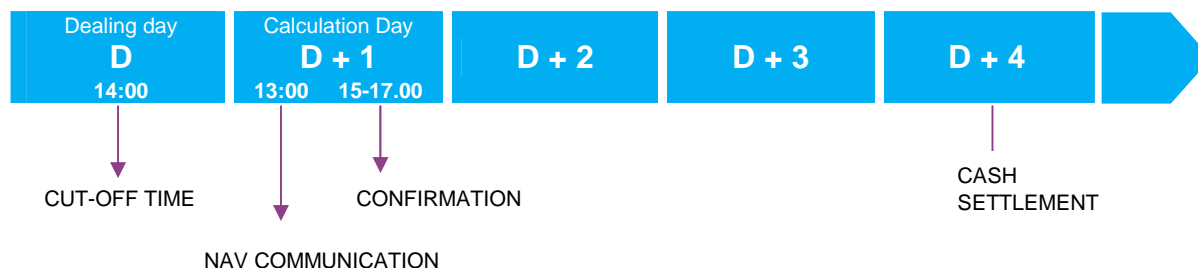 Dealing day
D
14:00
Calculation Day
D + 1
13:00 15-17.00
D + 2
D + 3
D + 4
CUT-OFF TIME
CONFIRMATION
CASH
SETTLEMENT
NAV COMMUNICATION